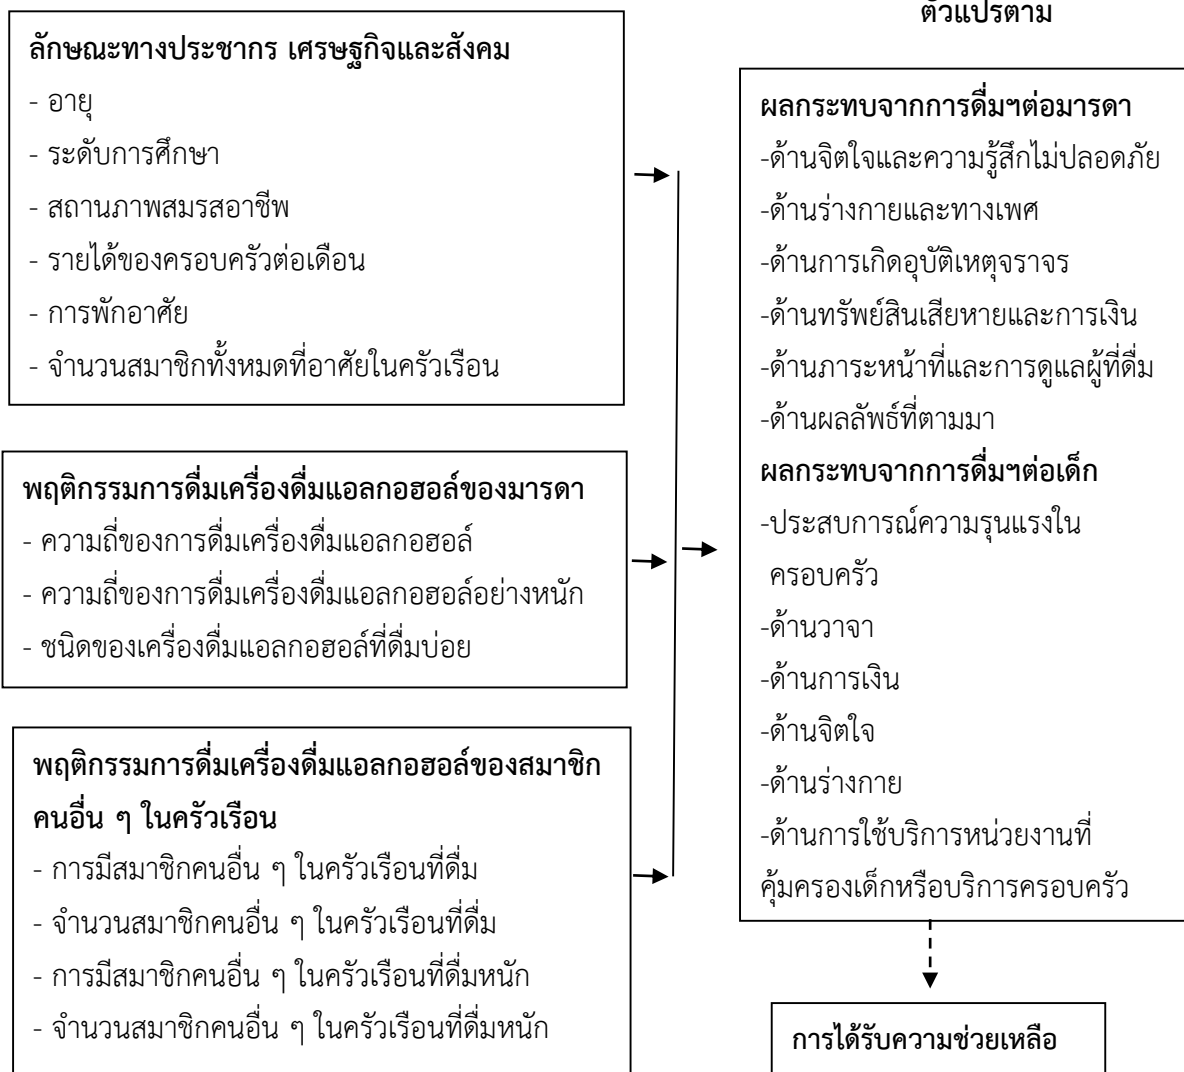 ลักษณะทางประชากร เศรษฐกิจและสังคม
- อายุ
- ระดับการศึกษา
- สถานภาพสมรสอาชีพ
- รายได้ของครอบครัวต่อเดือน
- การพักอาศัย
- จำนวนสมาชิกทั้งหมดที่อาศัยในครัวเรือน
พฤติกรรมการดื่มเครื่องดื่มแอลกอฮอล์ของมารดา
- ความถี่ของการดื่มเครื่องดื่มแอลกอฮอล์
- ความถี่ของการดื่มเครื่องดื่มแอลกอฮอล์อย่างหนัก
- ชนิดของเครื่องดื่มแอลกอฮอล์ที่ดื่มบ่อย
พฤติกรรมการดื่มเครื่องดื่มแอลกอฮอล์ของสมาชิก
คนอื่น ๆ ในครัวเรือน
- การมีสมาชิกคนอื่น ๆ ในครัวเรือนที่ดื่ม
- จำนวนสมาชิกคนอื่น ๆ ในครัวเรือนที่ดื่ม
- การมีสมาชิกคนอื่น ๆ ในครัวเรือนที่ดื่มหนัก
- จำนวนสมาชิกคนอื่น ๆ ในครัวเรือนที่ดื่มหนัก
ตัวแปรตาม
ผลกระทบจากการดื่มฯต่อมารดา
-ด้านจิตใจและความรู้สึกไม่ปลอดภัย
-ด้านร่างกายและทางเพศ
-ด้านการเกิดอุบัติเหตุจราจร
-ด้านทรัพย์สินเสียหายและการเงิน
-ด้านภาระหน้าที่และการดูแลผู้ที่ดื่ม
-ด้านผลลัพธ์ที่ตามมา
ผลกระทบจากการดื่มฯต่อเด็ก
-ประสบการณ์ความรุนแรงใน
ครอบครัว
-ด้านวาจา
-ด้านการเงิน
-ด้านจิตใจ
-ด้านร่างกาย
-ด้านการใช้บริการหน่วยงานที่
คุ้มครองเด็กหรือบริการครอบครัว
การได้รับความช่วยเหลือ